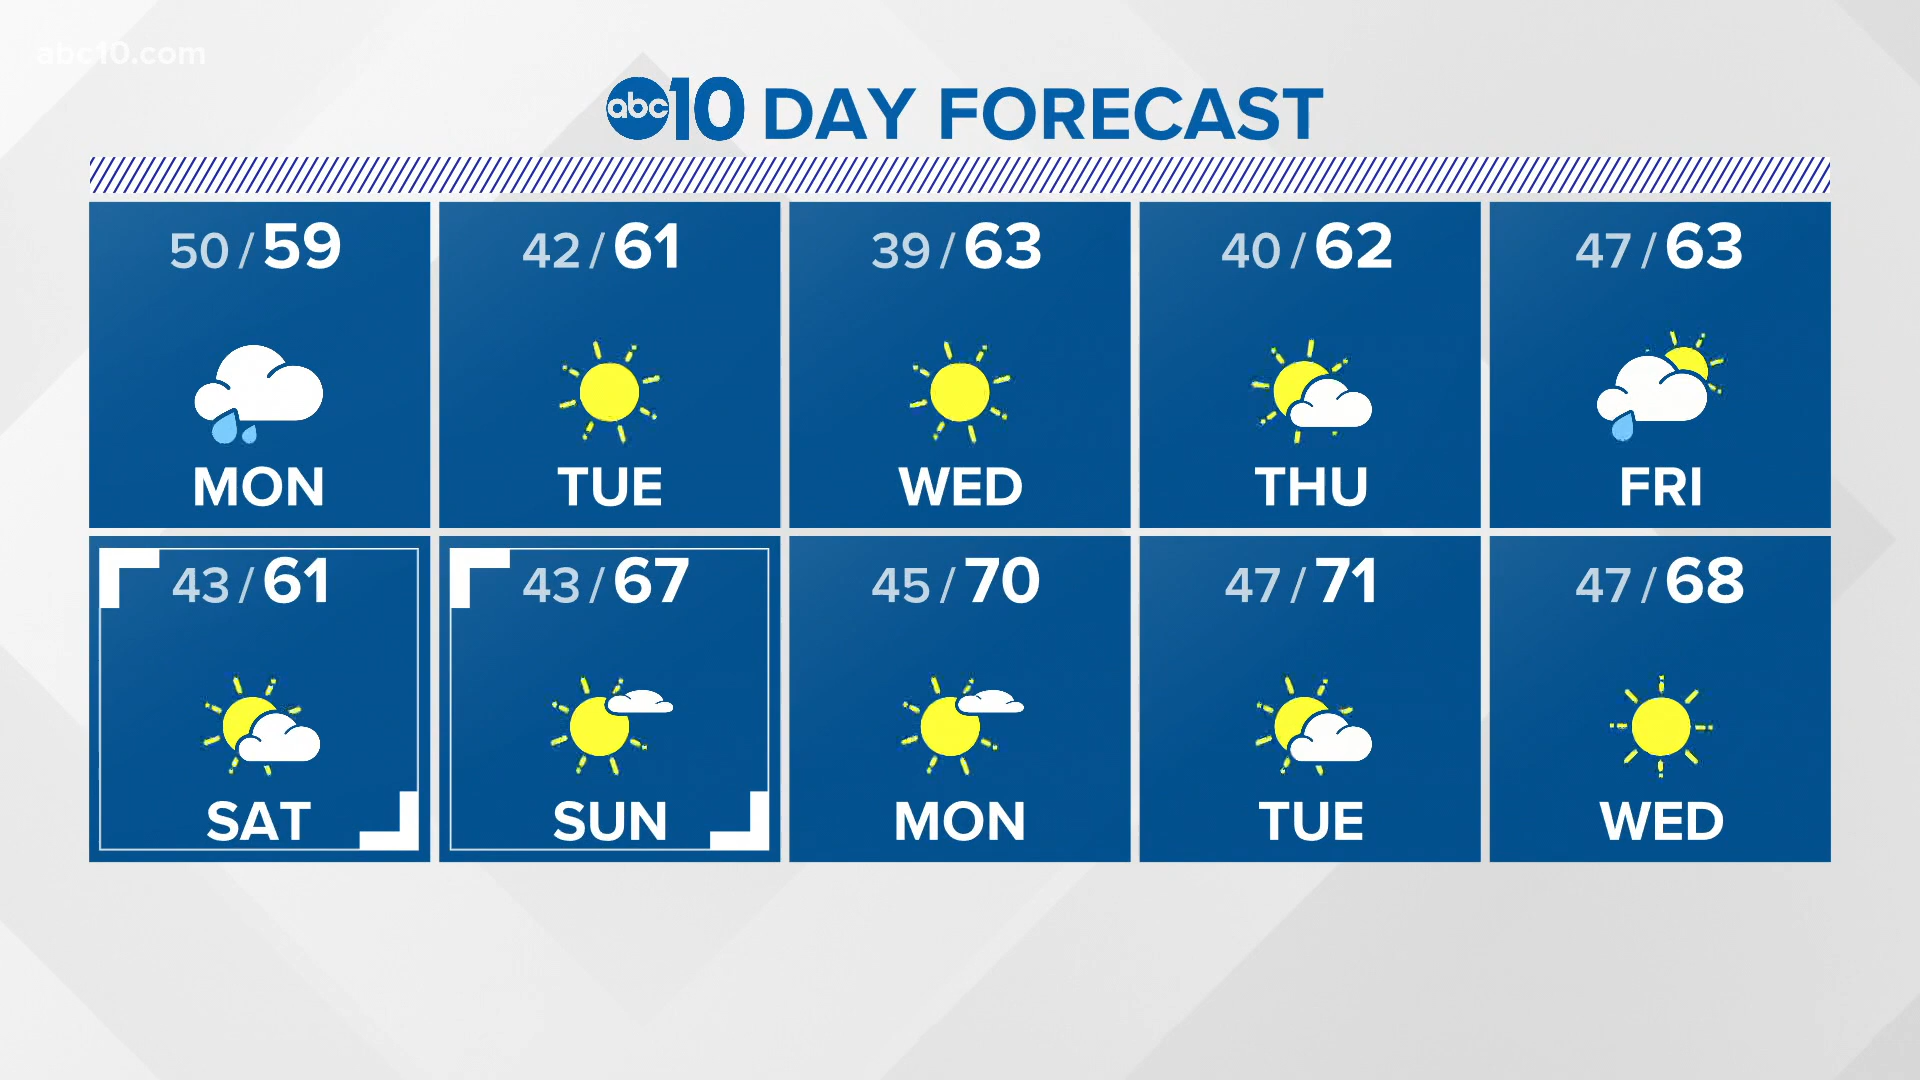 abc10.com
abc10 DAY FORECAST
50/59 42/61 39/63 40/62 47/63
MON TUE WED THU FRI
43/61 43/67 45/70 47/71 47/68
SAT SUN MON TUE WED